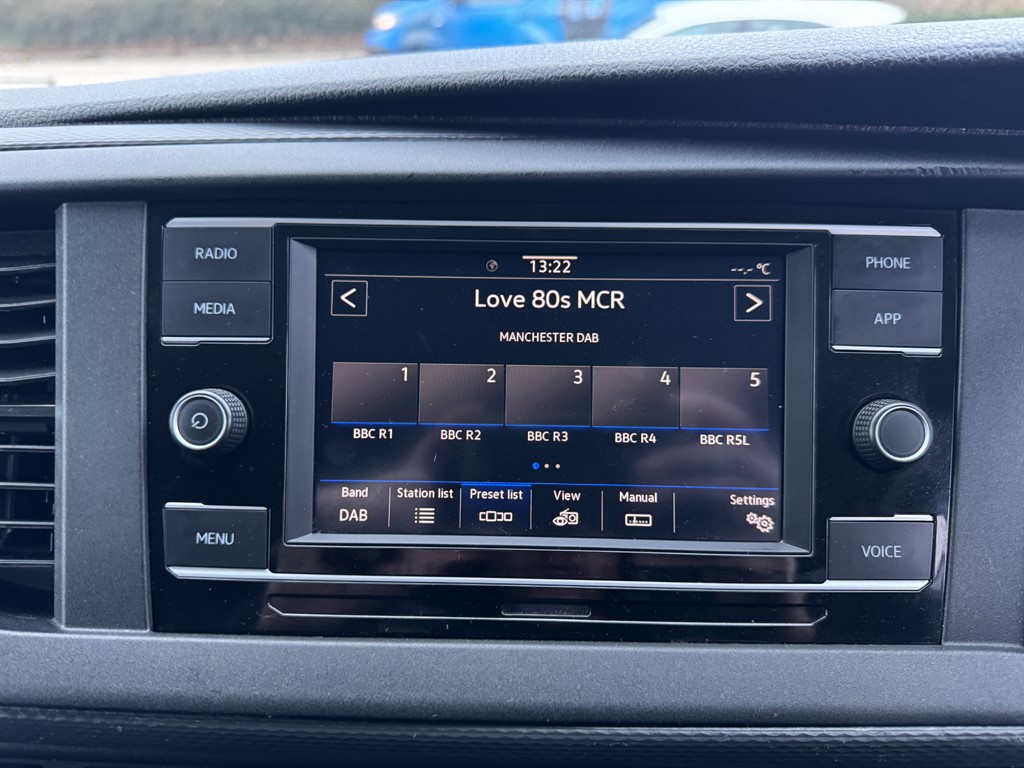 RADIO
MEDIA
MENU
PHONE
APP
VOICE
13:22
--,- °C
<
Love 80s MCR
>
MANCHESTER DAB
1 2 3 4 5
BBC R1 BBC R2 BBC R3 BBC R4 BBC R5L
Band Station list Preset list View Manual Settings
DAB